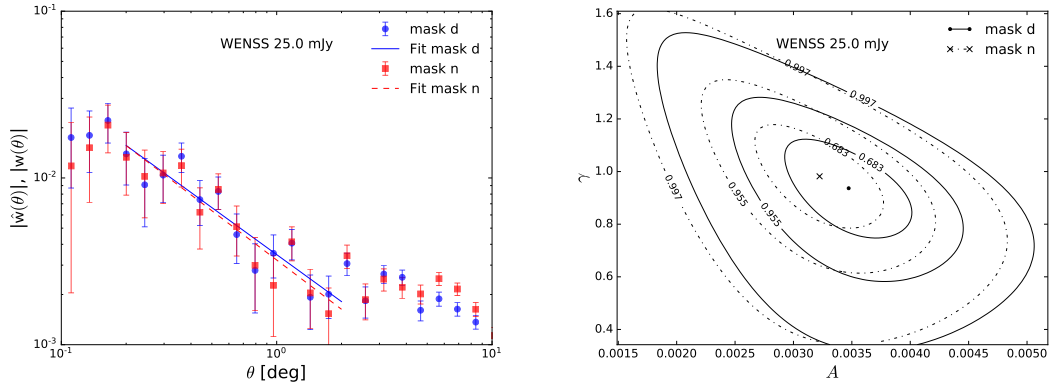 10⁻¹
10⁻²
10⁻³
|ŵ(θ)|, |w(θ)|
WENSS 25.0 mJy
mask d
Fit mask d
mask n
Fit mask n
10⁻¹ 10⁰ 10¹
θ [deg]
1.6
1.4
1.2
1.0
0.8
0.6
0.4
γ
WENSS 25.0 mJy
mask d
mask n
0.997
0.997
0.683
0.683
0.997
0.955
0.955
0.0015 0.0020 0.0025 0.0030 0.0035 0.0040 0.0045 0.0050
A